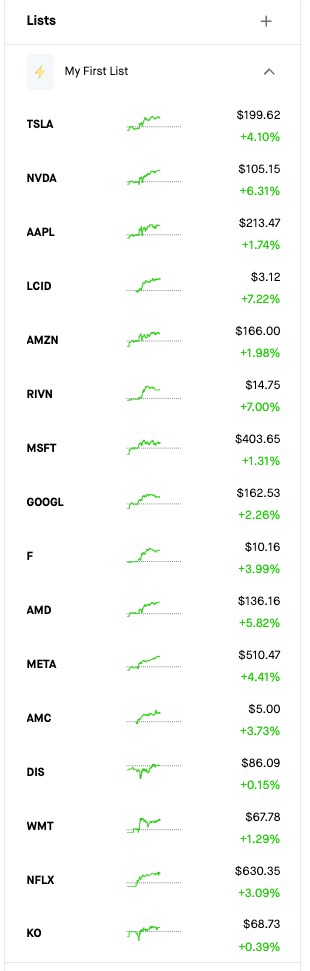 Lists
My First List
TSLA
$199.62
+4.10%
NVDA
$105.15
+6.31%
AAPL
$213.47
+1.74%
LCID
$3.12
+7.22%
AMZN
$166.00
+1.98%
RIVN
$14.75
+7.00%
MSFT
$403.65
+1.31%
GOOGL
$162.53
+2.26%
F
$10.16
+3.99%
AMD
$136.16
+5.82%
META
$510.47
+4.41%
AMC
$5.00
+3.73%
DIS
$86.09
+0.15%
WMT
$67.78
+1.29%
NFLX
$630.35
+3.09%
KO
$68.73
+0.39%